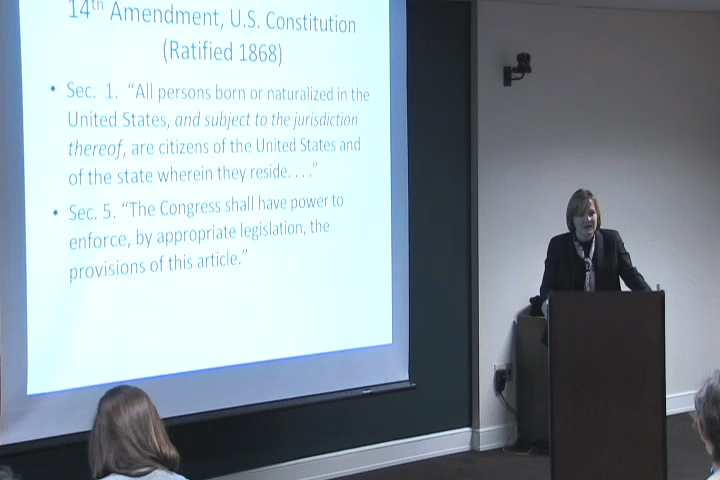 14th Amendment, U.S. Constitution
(Ratified 1868)
• Sec. 1. “All persons born or naturalized in the
United States, and subject to the jurisdiction
thereof, are citizens of the United States and
of the state wherein they reside. . . .”
• Sec. 5. “The Congress shall have power to
enforce, by appropriate legislation, the
provisions of this article.”